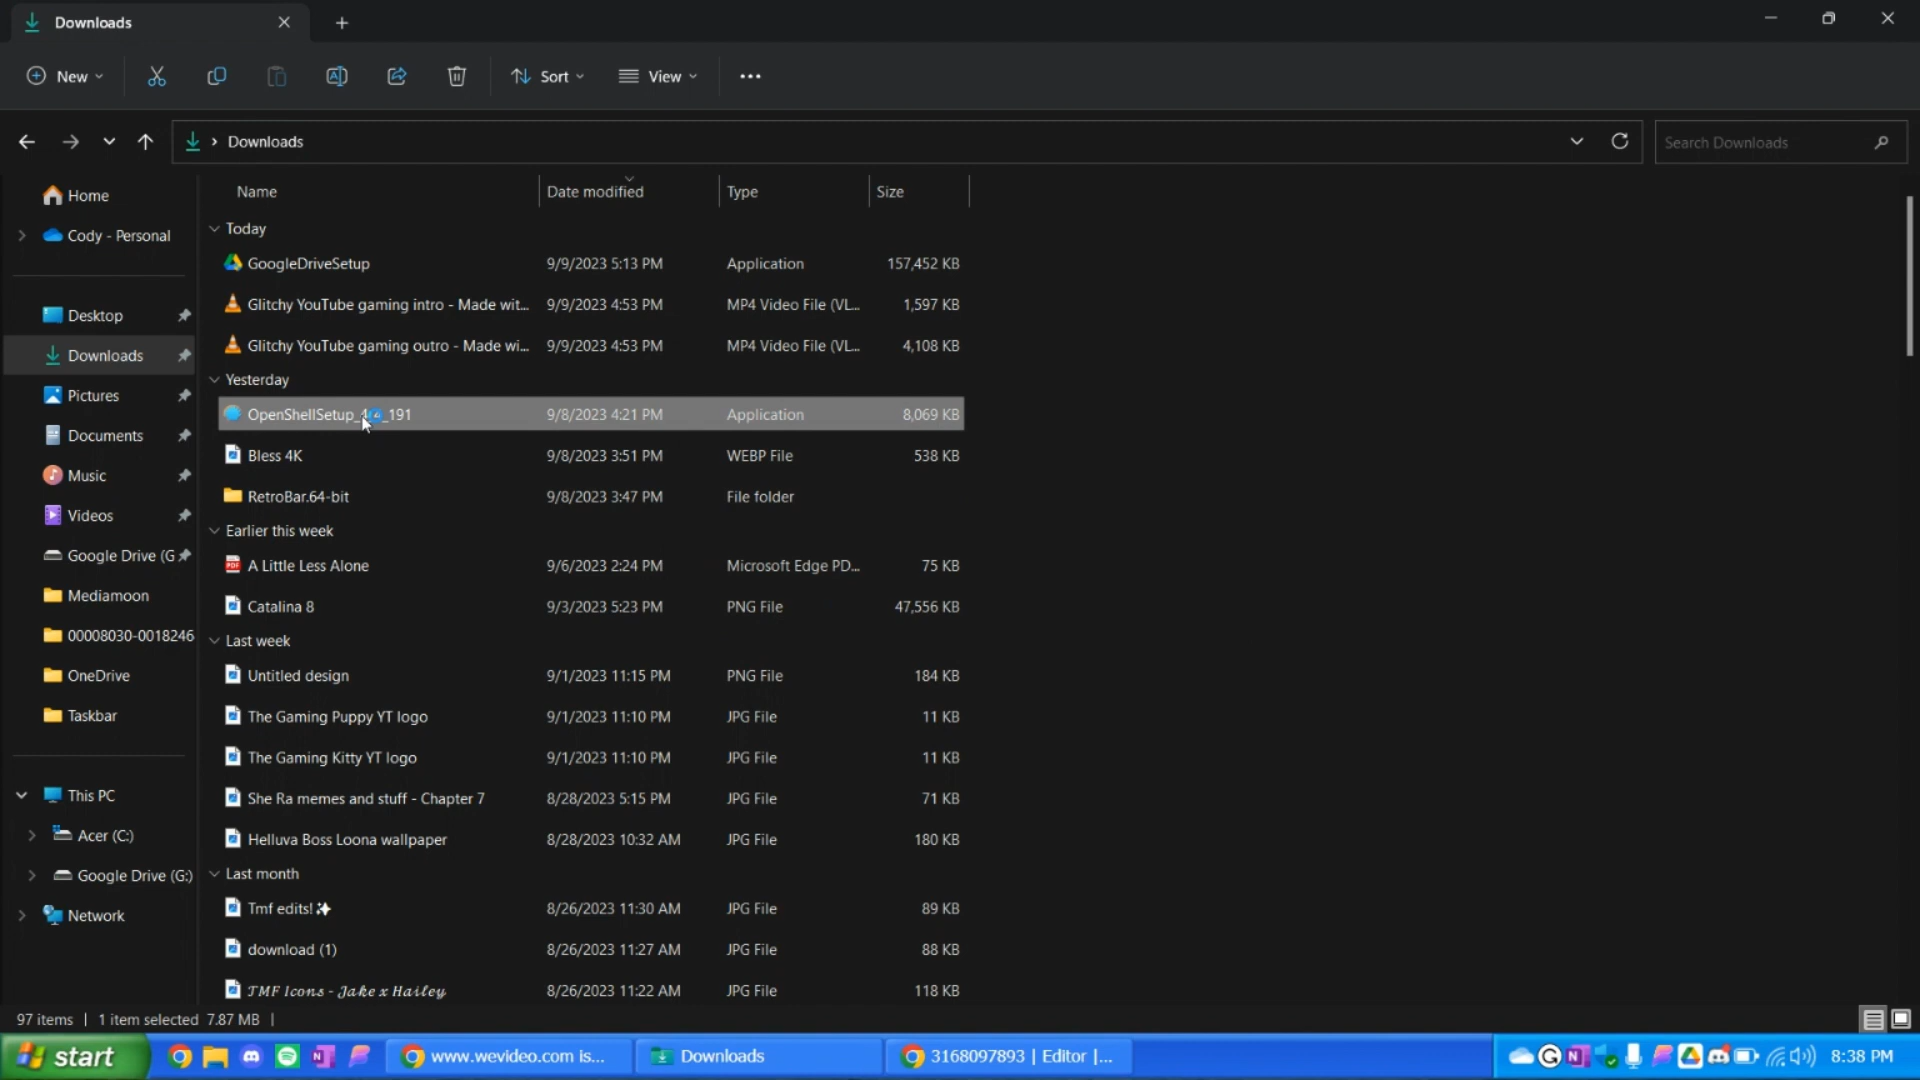 Downloads
New
Sort
View
Downloads
Search Downloads
Home
Cody - Personal
Desktop
Downloads
Pictures
Documents
Music
Videos
Google Drive (G
Mediamoon
00008030-0018246
OneDrive
Taskbar
This PC
Acer (C:)
Google Drive (G:)
Network
Name Date modified Type Size
Today
GoogleDriveSetup 9/9/2023 5:13 PM Application 157,452 KB
Glitchy YouTube gaming intro - Made wit... 9/9/2023 4:53 PM MP4 Video File (VL... 1,597 KB
Glitchy YouTube gaming outro - Made wi... 9/9/2023 4:53 PM MP4 Video File (VL... 4,108 KB
Yesterday
9/8/2023 4:21 PM Application 8,069 KB
Bless 4K 9/8/2023 3:51 PM WEBP File 538 KB
RetroBar.64-bit 9/8/2023 3:47 PM File folder
Earlier this week
A Little Less Alone 9/6/2023 2:24 PM Microsoft Edge PD... 75 KB
Catalina 8 9/3/2023 5:23 PM PNG File 47,556 KB
Last week
Untitled design 9/1/2023 11:15 PM PNG File 184 KB
The Gaming Puppy YT logo 9/1/2023 11:10 PM JPG File 11 KB
The Gaming Kitty YT logo 9/1/2023 11:10 PM JPG File 11 KB
She Ra memes and stuff - Chapter 7 8/28/2023 5:15 PM JPG File 71 KB
Helluva Boss Loona wallpaper 8/28/2023 10:32 AM JPG File 180 KB
Last month
Tmf edits!✨ 8/26/2023 11:30 AM JPG File 89 KB
download (1) 8/26/2023 11:27 AM JPG File 88 KB
𝒯𝑀𝐹 𝐼𝒸𝑜𝓃𝓈 - 𝒥𝒶𝓀𝑒 𝓍 𝐻𝒶𝒾𝓁𝑒𝓎 8/26/2023 11:22 AM JPG File 118 KB
97 items | 1 item selected 7.87 MB |
start www.wevideo.com is... Downloads 3168097893 | Editor |... 8:38 PM